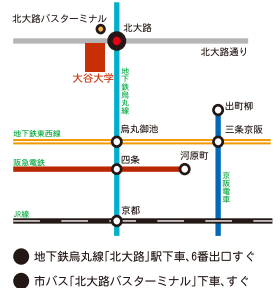 北大路バスターミナル
北大路
北大路通り
大谷大学
地下鉄烏丸線
出町柳
地下鉄東西線
烏丸御池
三条京阪
阪急電鉄
四条
河原町
京阪電車
JR線
京都
● 地下鉄烏丸線「北大路」駅下車、6番出口すぐ
● 市バス「北大路バスターミナル」下車、すぐ